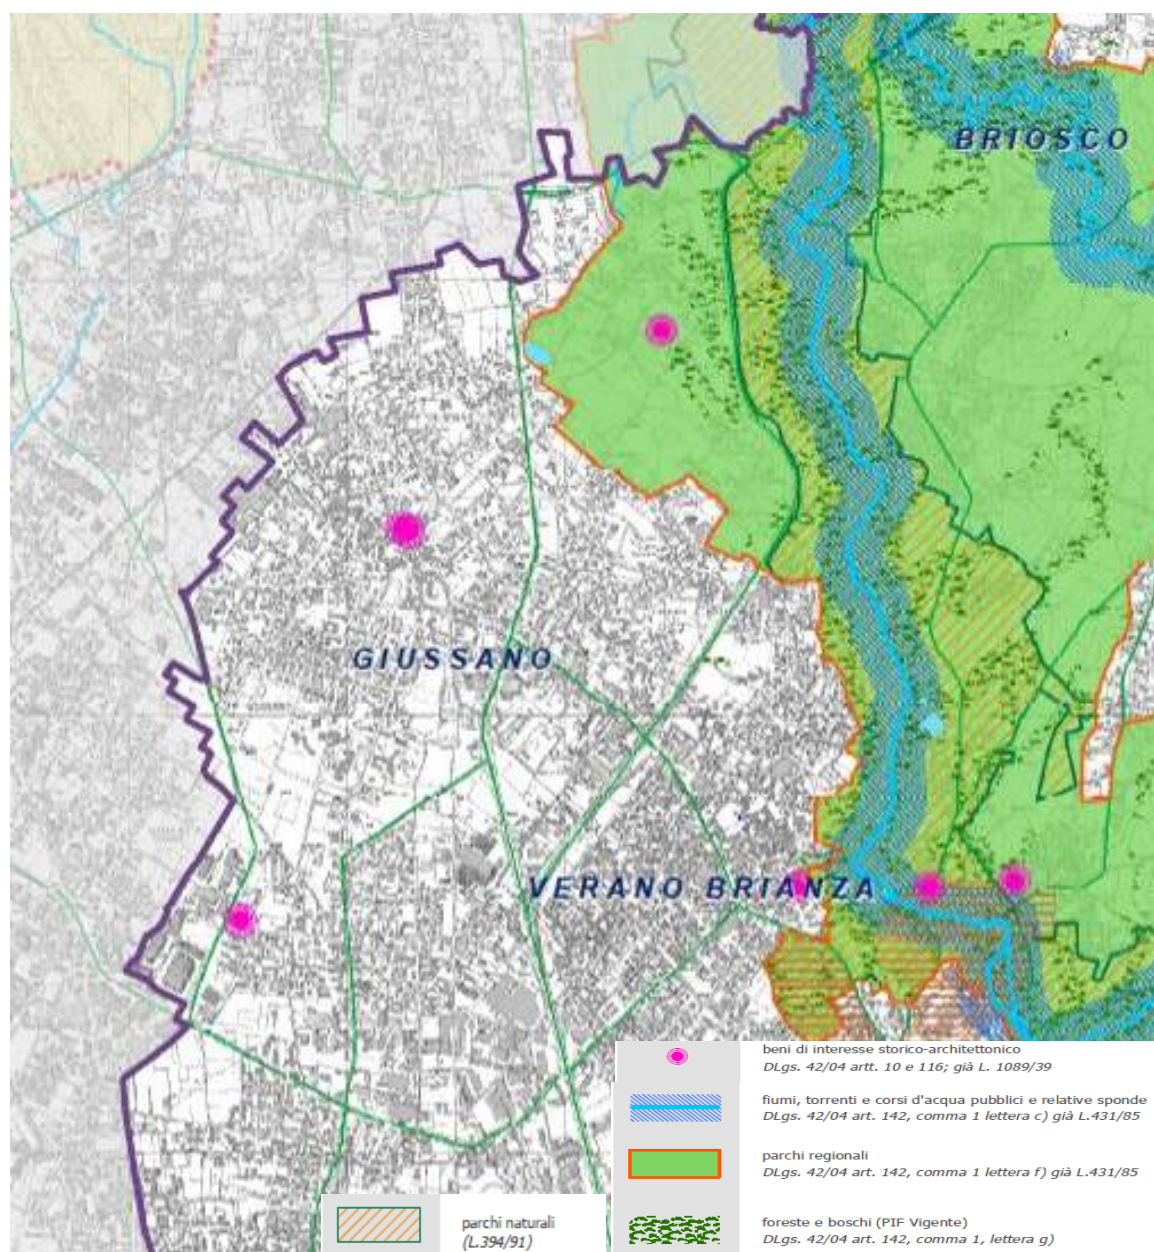 BRIOSCO
GIUSSANO
VERANO BRIANZA
beni di interesse storico-architettonico
DLgs. 42/04 artt. 10 e 116; già L. 1089/39
fiumi, torrenti e corsi d'acqua pubblici e relative sponde
DLgs. 42/04 art. 142, comma 1 lettera c) già L.431/85
parchi regionali
DLgs. 42/04 art. 142, comma 1 lettera f) già L.431/85
foreste e boschi (PIF Vigente)
DLgs. 42/04 art. 142, comma 1, lettera g)
parchi naturali
(L.394/91)